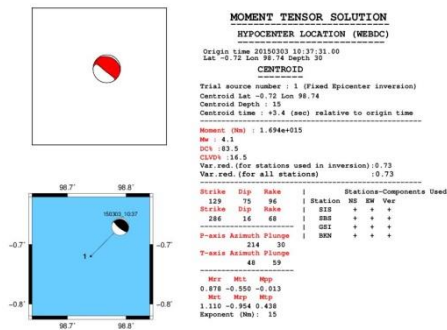 MOMENT TENSOR SOLUTION
HYPOCENTER LOCATION (WEBDC)
Origin time 20150303 10:37:31.00
Lat -0.72 Lon 98.74 Depth 30
CENTROID
Trial source number : 1 (Fixed Epicenter inversion)
Centroid Lat -0.72 Lon 98.74
Centroid Depth : 15
Centroid time : +3.4 (sec) relative to origin time
Moment (Nm) : 1.694e+015
Mw : 4.1
DC% :83.5
CLVD% :16.5
Var.red.(for stations used in inversion):0.73
Var.red.(for all stations) :0.73
Strike Dip Rake | Stations-Components Used
129 75 96 | Station NS EW Ver
Strike Dip Rake | SIS + + +
286 16 68 | SBS + + +
| GSI + + +
P-axis Azimuth Plunge | BKN + + +
214 30
T-axis Azimuth Plunge
48 59
Mrr Mtt Mpp
0.878 -0.550 -0.013
Mrt Mrp Mtp
1.110 -0.954 0.438
Exponent (Nm): 15
98.7° 98.8°
150303_10:37
-0.7° -0.7°
1
-0.8° -0.8°
98.7° 98.8°